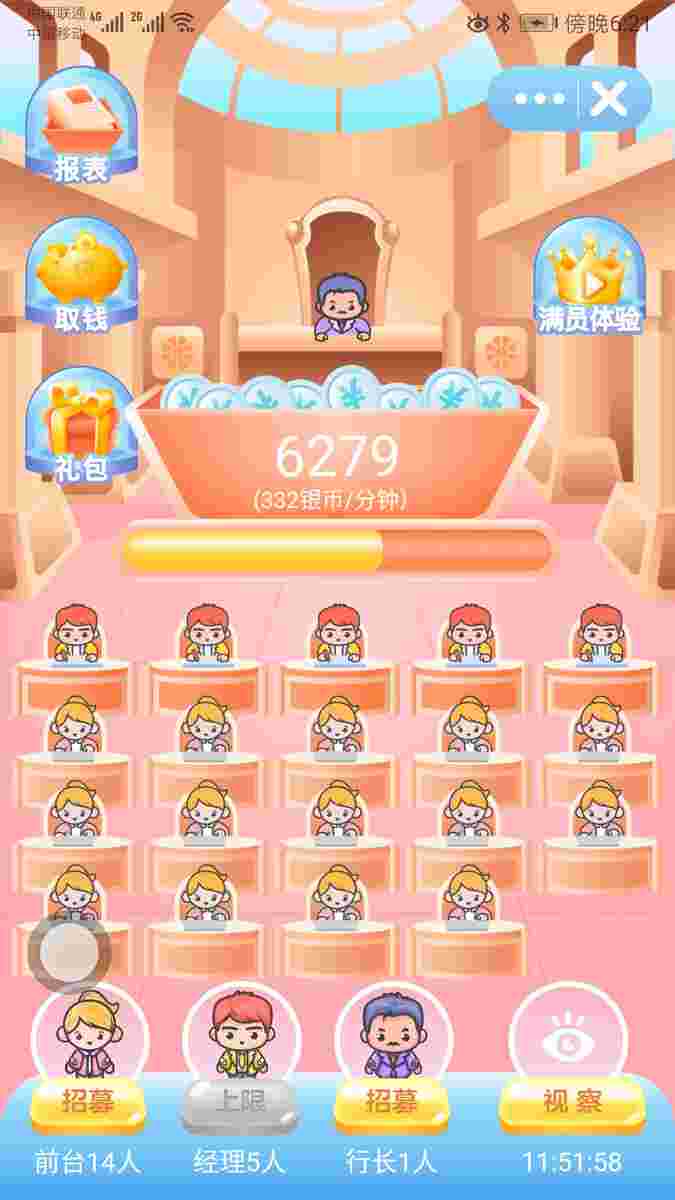 中国联通 4G 2G 傍晚6:21
中国移动
报表
取钱
满员体验
礼包
6279
(332银币/分钟)
招募
上限
招募
视察
前台14人
经理5人
行长1人
11:51:58